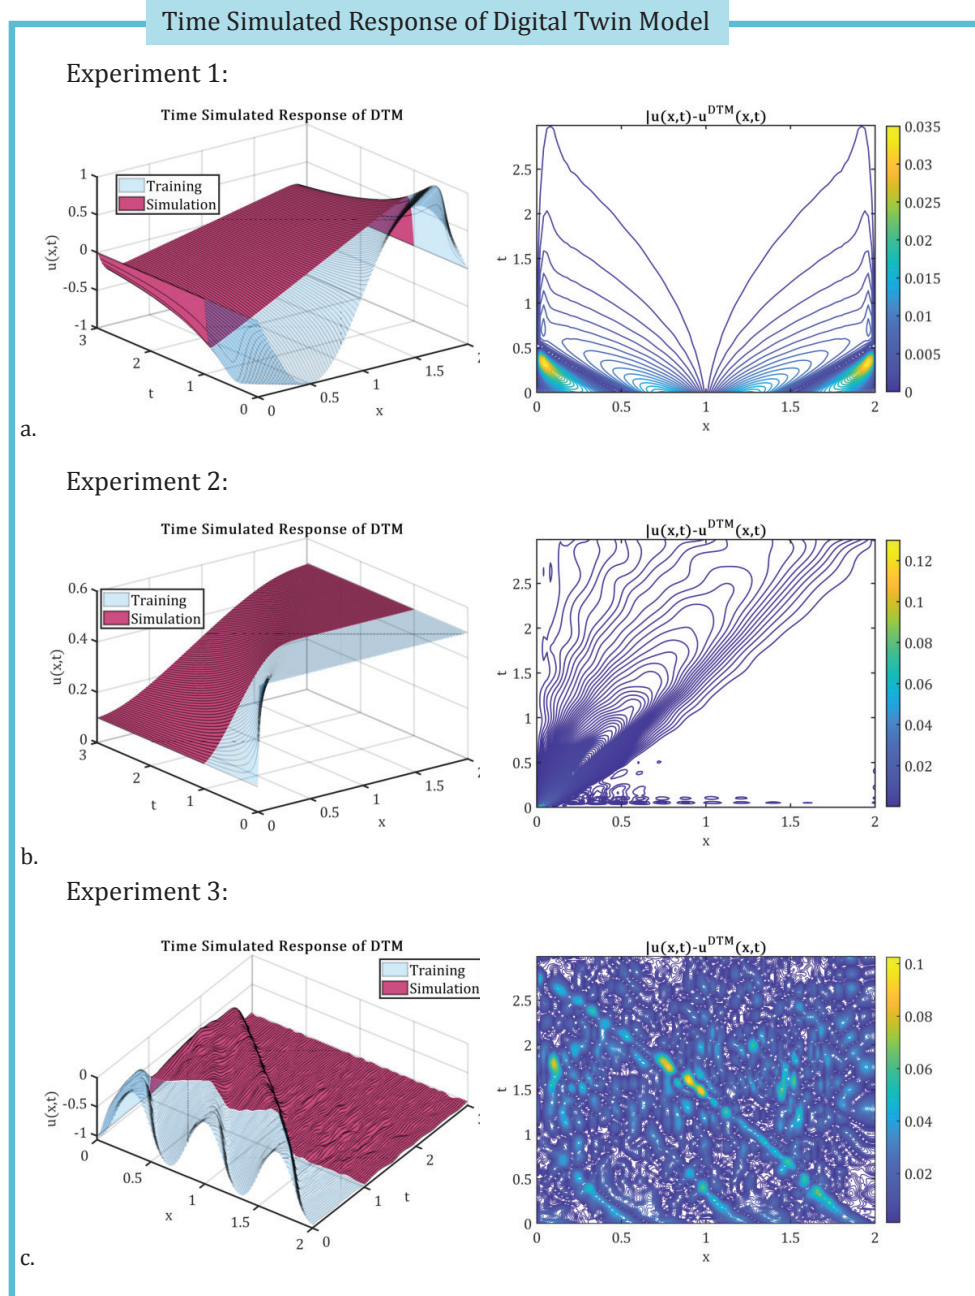 Time Simulated Response of Digital Twin Model
Experiment 1:
Time Simulated Response of DTM
Training
Simulation
1
0.5
0
-0.5
-1
u(x,t)
3
2
1
0
t
0
0.5
1
1.5
2
x
|u(x,t)-u^DTM(x,t)
2.5
2
1.5
1
0.5
0
t
0
0.5
1
1.5
2
x
0.035
0.03
0.025
0.02
0.015
0.01
0.005
0
a.
Experiment 2:
Time Simulated Response of DTM
Training
Simulation
0.6
0.4
0.2
0
u(x,t)
3
2
1
0
t
0
0.5
1
1.5
2
x
|u(x,t)-u^DTM(x,t)
2.5
2
1.5
1
0.5
0
t
0
0.5
1
1.5
2
x
0.12
0.1
0.08
0.06
0.04
0.02
b.
Experiment 3:
Time Simulated Response of DTM
Training
Simulation
0
-0.5
-1
u(x,t)
0
0.5
1
1.5
2
x
0
1
2
3
t
|u(x,t)-u^DTM(x,t)
2.5
2
1.5
1
0.5
0
t
0
0.5
1
1.5
2
x
0.1
0.08
0.06
0.04
0.02
c.